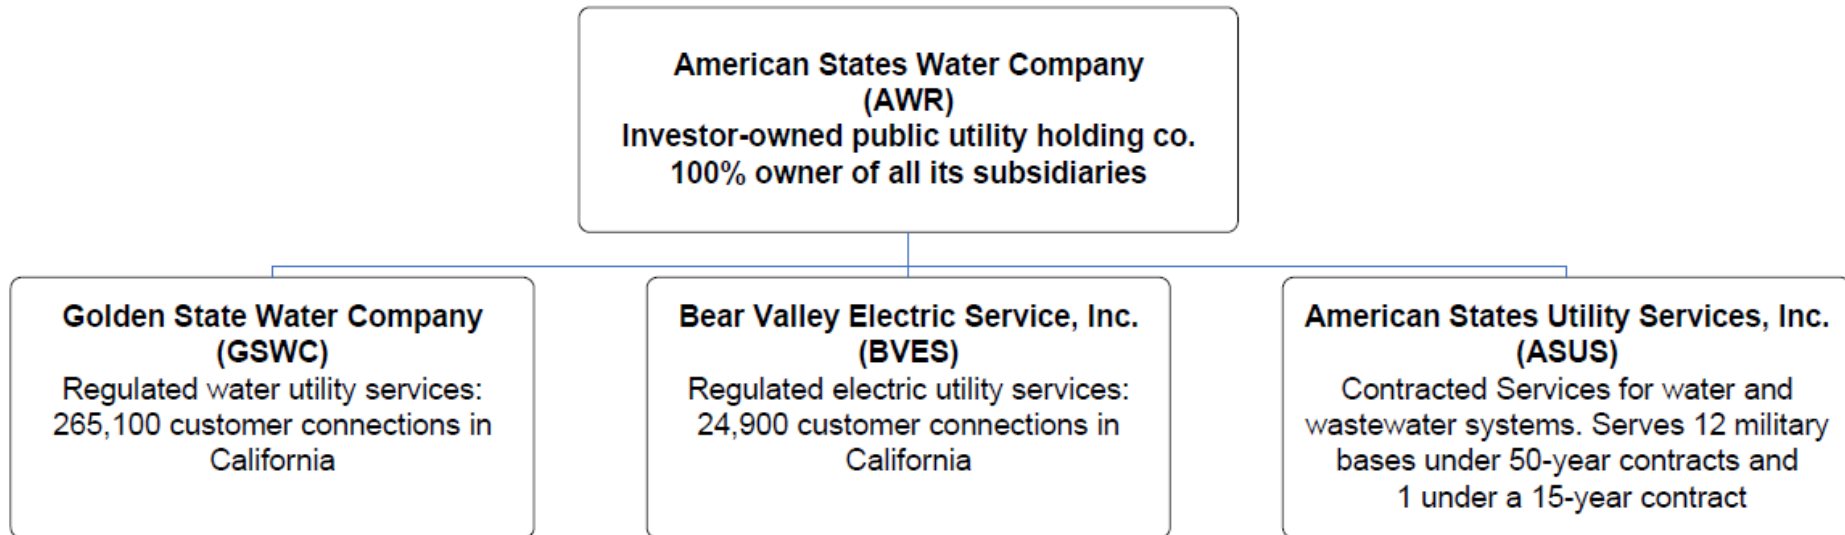 American States Water Company
(AWR)
Investor-owned public utility holding co.
100% owner of all its subsidiaries
Golden State Water Company
(GSWC)
Regulated water utility services:
265,100 customer connections in
California
Bear Valley Electric Service, Inc.
(BVES)
Regulated electric utility services:
24,900 customer connections in
California
American States Utility Services, Inc.
(ASUS)
Contracted Services for water and
wastewater systems. Serves 12 military
bases under 50-year contracts and
1 under a 15-year contract